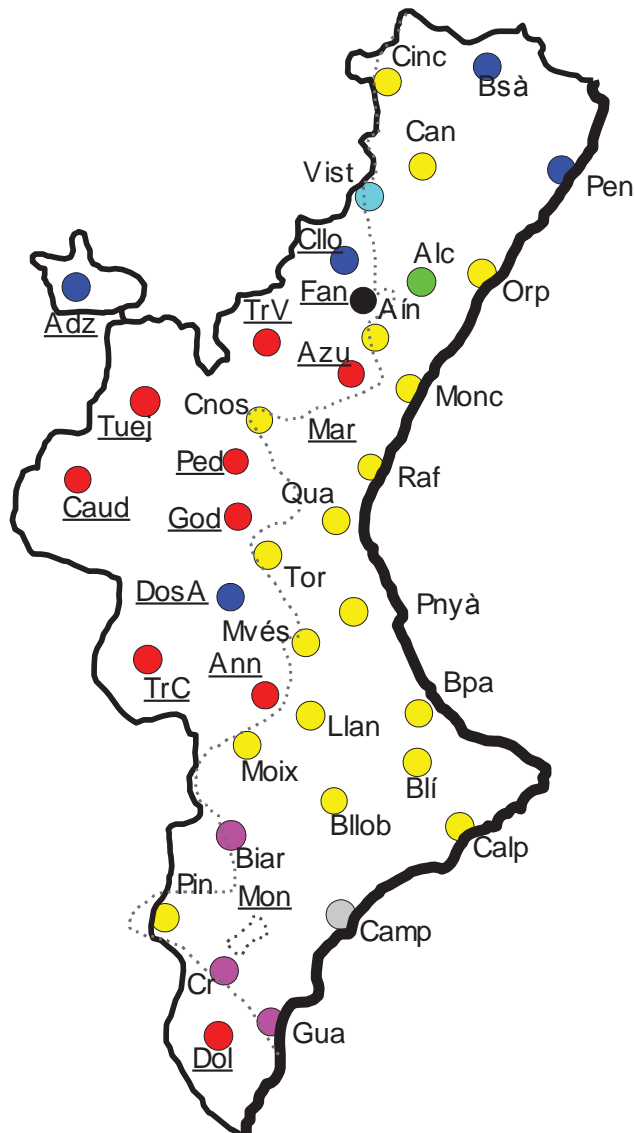 Cinc
Bsà
Can
Vist
Pen
Cllo
Alc
Orp
Adz
Fan
Aín
TrV
Azu
Monc
Tuej
Cnos
Mar
Ped
Raf
Caud
Qua
God
Tor
DosA
Pnyà
Mvés
Ann
TrC
Bpa
Llan
Moix
Blí
Bllob
Calp
Biar
Pin
Mon
Camp
Cr
Gua
Dol